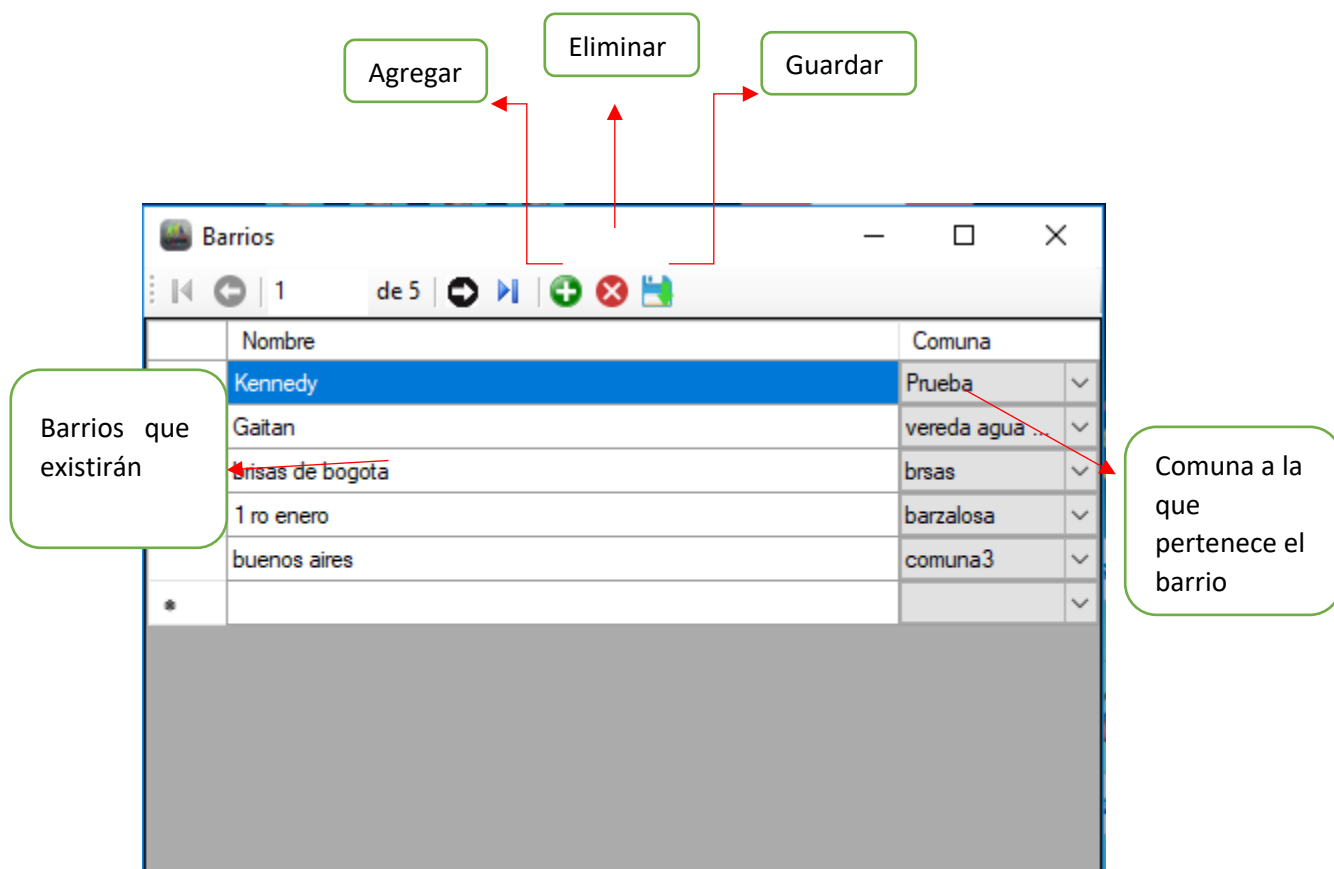 Eliminar
Agregar
Guardar
Barrios
1 de 5
Nombre Comuna
Kennedy Prueba
Gaitan vereda agua ...
brisas de bogota brsas
1 ro enero barzalosa
buenos aires comuna3
*
Barrios que
existirán
Comuna a la
que
pertenece el
barrio